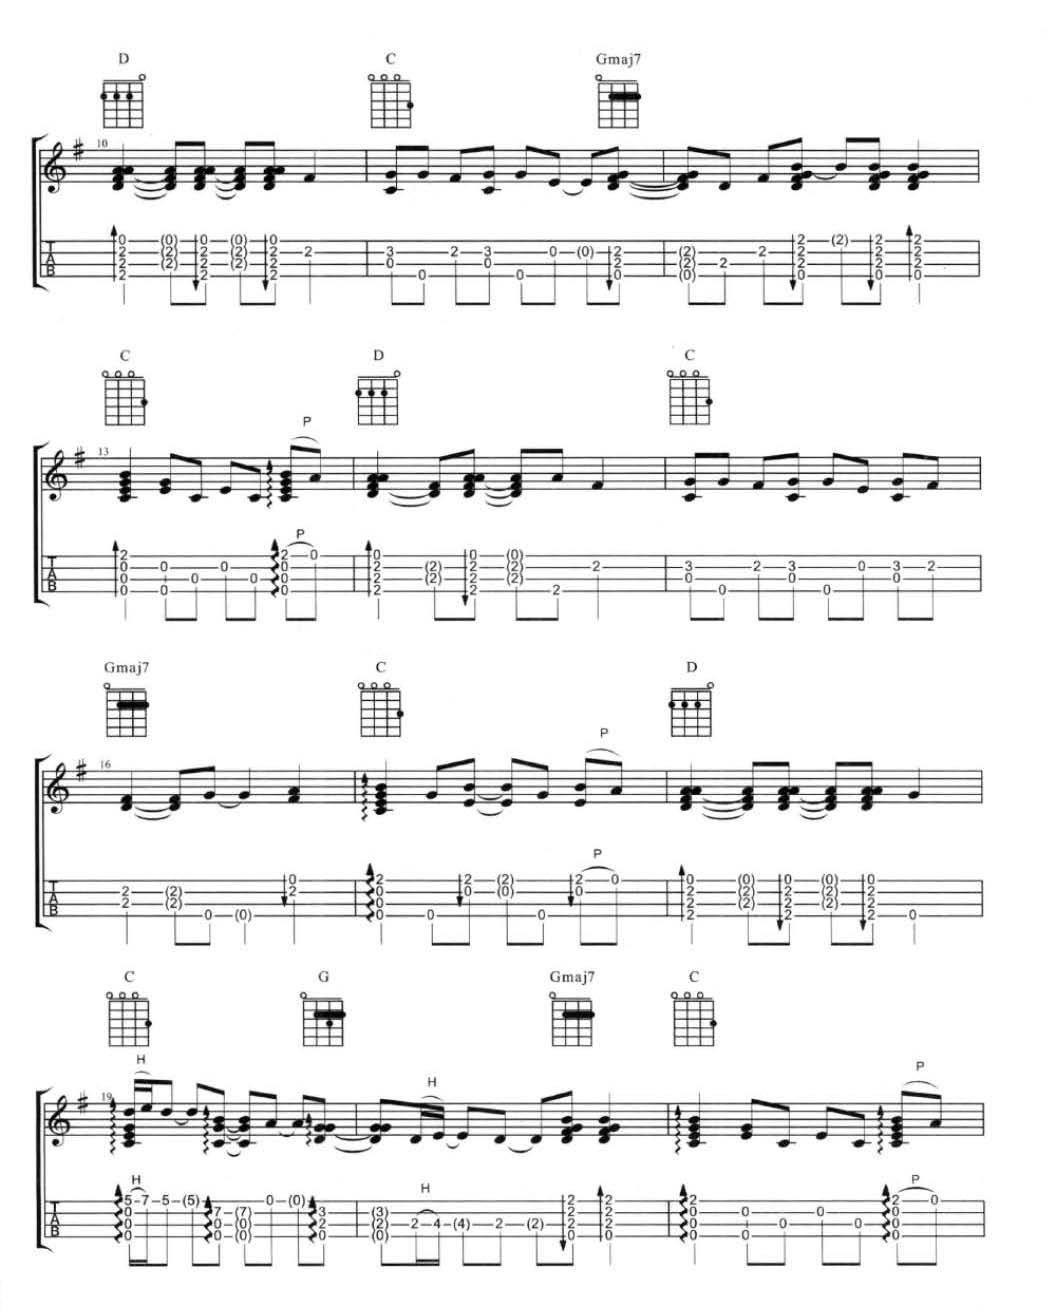 D C Gmaj7
10
0 (0) 0 (0) 0 2 (2) 2 2
T 2 (2) 2 (2) 2 2 3 2 3 0 (0) 2 (2) 2 2 2 2
A 2 (2) 2 (2) 2 0 0 2 (2) 2 2 2 2
B 2 2 2 0 0 0 (0) 0 0 0
C D C
P
13
P
2 2 0 0 0 (0)
T 0 0 0 0 2 (2) 2 (2) 2 3 2 3 0 3 2
A 0 0 0 0 2 (2) 2 (2) 0 0 0
B 0 0 0 2 2 2 0 0
Gmaj7 C D
P
16
P
0 2 2 (2) 2 0 0 (0) 0 (0) 0
T 2 (2) 2 0 0 (0) 0 2 (2) 2 (2) 2
A 2 (2) 0 2 (2) 2 (2) 2
B 0 (0) 0 0 0 2 2 2 0
C G Gmaj7 C
H H P
19
H H P
5 7 5 (5) 0 (0) 2 2 2 2 0
T 0 7 (7) 3 (3) 2 2 0 0 0 0
A 0 0 (0) 2 (2) 2 4 (4) 2 (2) 2 2 0 0 0 0
B 0 0 (0) 0 (0) 0 0 0 0 0